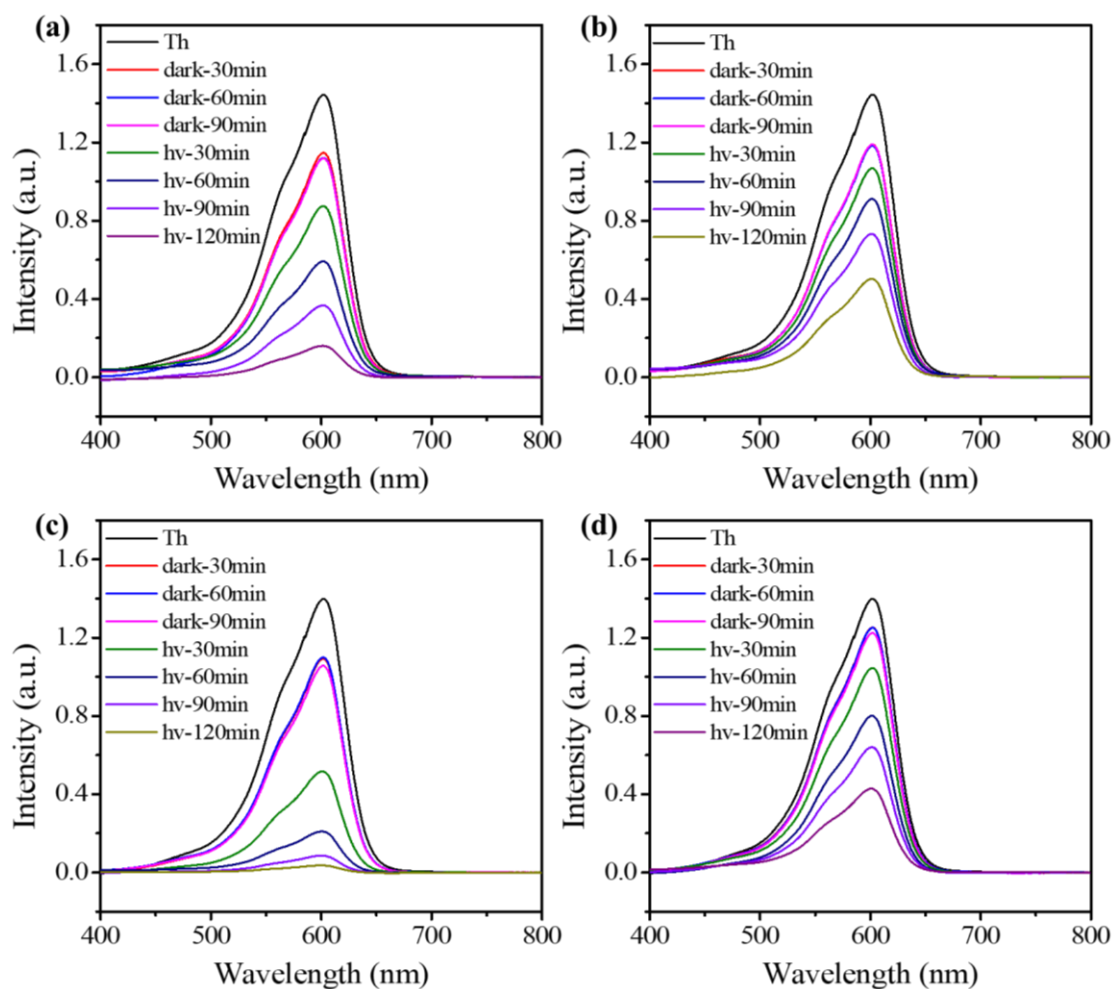 (a)
Th
dark-30min
dark-60min
dark-90min
hv-30min
hv-60min
hv-90min
hv-120min
1.6
1.2
0.8
0.4
0.0
Intensity (a.u.)
400 500 600 700 800
Wavelength (nm)
(b)
Th
dark-30min
dark-60min
dark-90min
hv-30min
hv-60min
hv-90min
hv-120min
1.6
1.2
0.8
0.4
0.0
Intensity (a.u.)
400 500 600 700 800
Wavelength (nm)
(c)
Th
dark-30min
dark-60min
dark-90min
hv-30min
hv-60min
hv-90min
hv-120min
1.6
1.2
0.8
0.4
0.0
Intensity (a.u.)
400 500 600 700 800
Wavelength (nm)
(d)
Th
dark-30min
dark-60min
dark-90min
hv-30min
hv-60min
hv-90min
hv-120min
1.6
1.2
0.8
0.4
0.0
Intensity (a.u.)
400 500 600 700 800
Wavelength (nm)